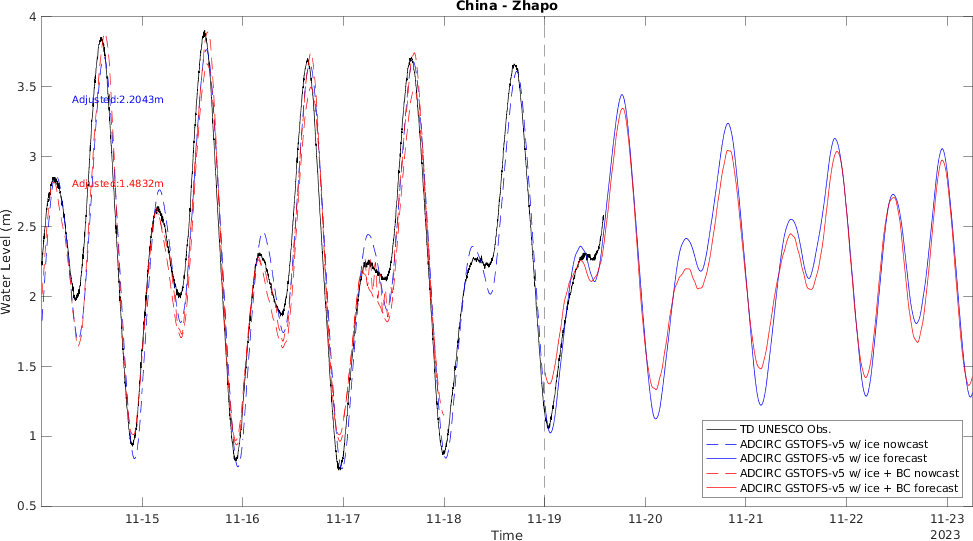 China - Zhapo
4
3.5
3
2.5
2
1.5
1
0.5
Water Level (m)
Adjusted:2.2043m
Adjusted:1.4832m
TD UNESCO Obs.
ADCIRC GSTOFS-v5 w/ ice nowcast
ADCIRC GSTOFS-v5 w/ ice forecast
ADCIRC GSTOFS-v5 w/ ice + BC nowcast
ADCIRC GSTOFS-v5 w/ ice + BC forecast
11-15 11-16 11-17 11-18 11-19 11-20 11-21 11-22 11-23
2023
Time